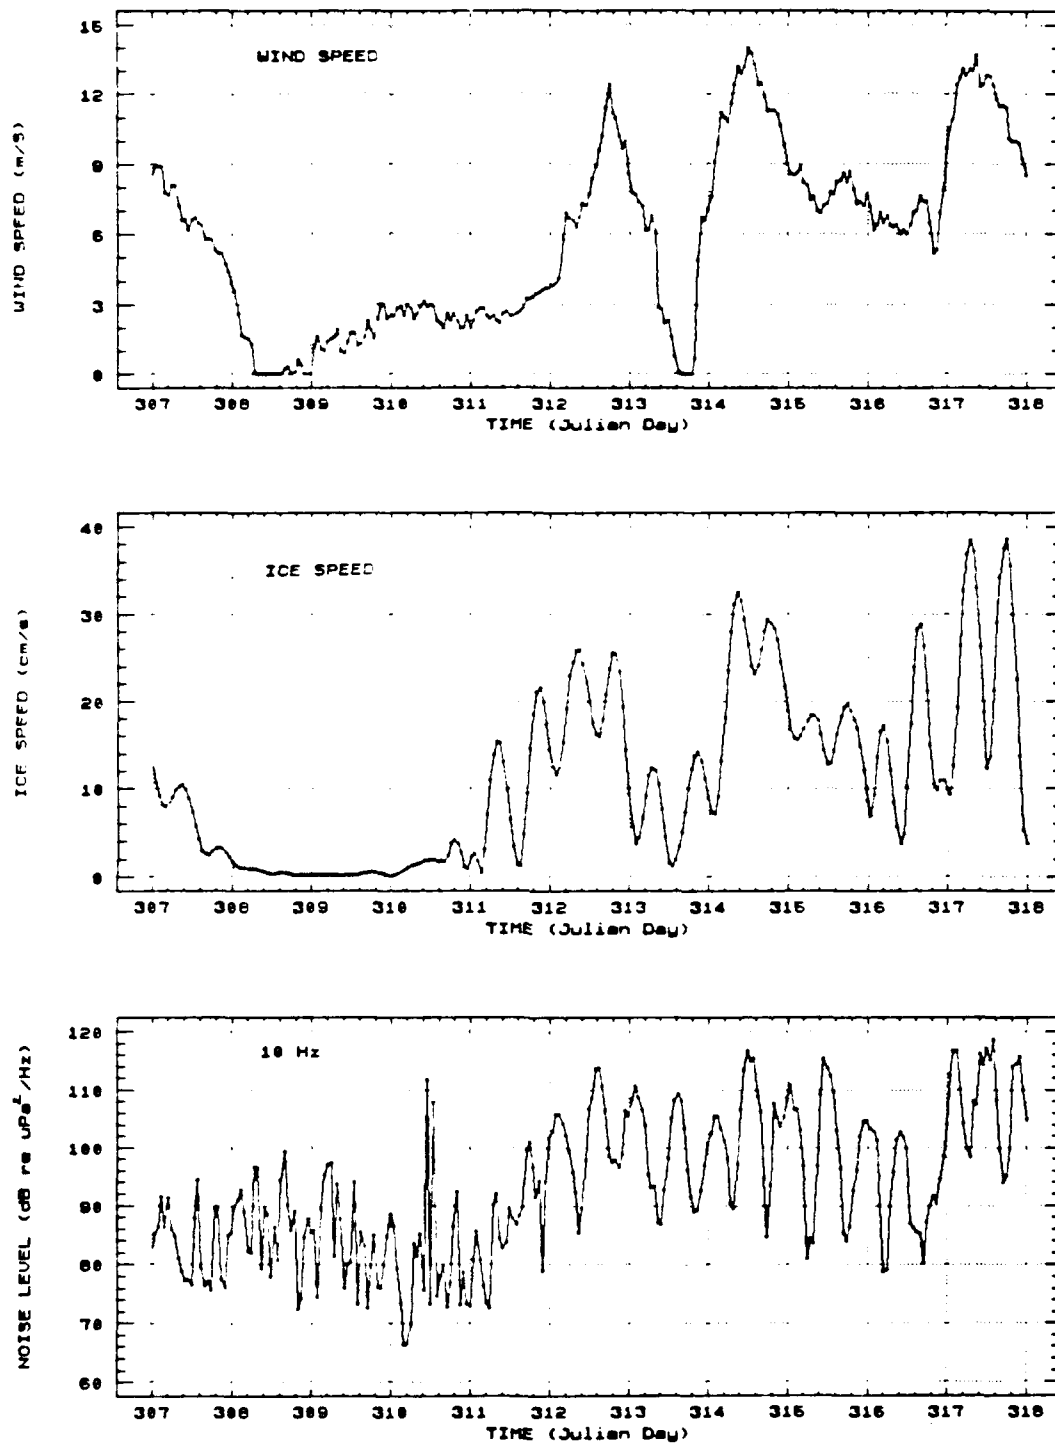 15
WIND SPEED
12
9
6
3
0
WIND SPEED (m/S)
307 308 309 310 311 312 313 314 315 316 317 318
TIME (Julian Day)
40
ICE SPEED
30
20
10
0
ICE SPEED (cm/s)
307 308 309 310 311 312 313 314 315 316 317 318
TIME (Julian Day)
120
10 Hz
110
100
90
80
70
60
NOISE LEVEL (dB re uPa²/Hz)
307 308 309 310 311 312 313 314 315 316 317 318
TIME (Julian Day)